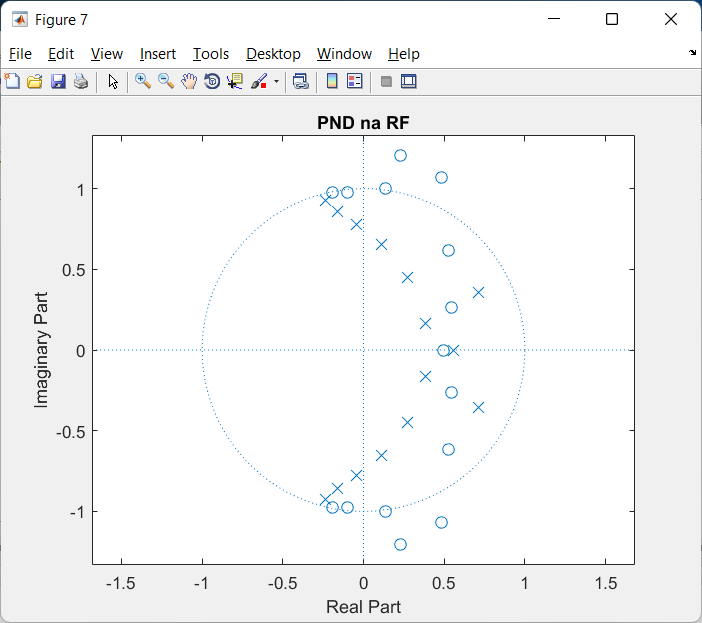 Figure 7
File Edit View Insert Tools Desktop Window Help
PND na RF
1
0.5
0
-0.5
-1
Imaginary Part
-1.5 -1 -0.5 0 0.5 1 1.5
Real Part